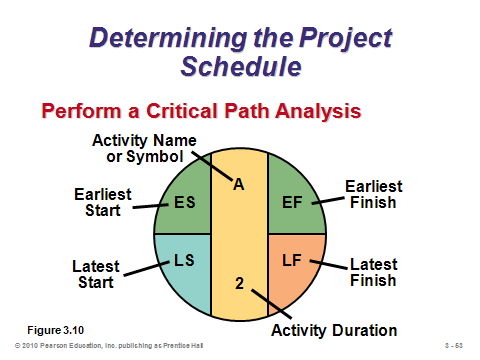 Determining the Project
Schedule
Perform a Critical Path Analysis
Activity Name
or Symbol
A
Earliest
Start
ES
EF
Earliest
Finish
Latest
Start
LS
LF
Latest
Finish
2
Activity Duration
Figure 3.10
© 2010 Pearson Education, Inc. publishing as Prentice Hall
3 - 53